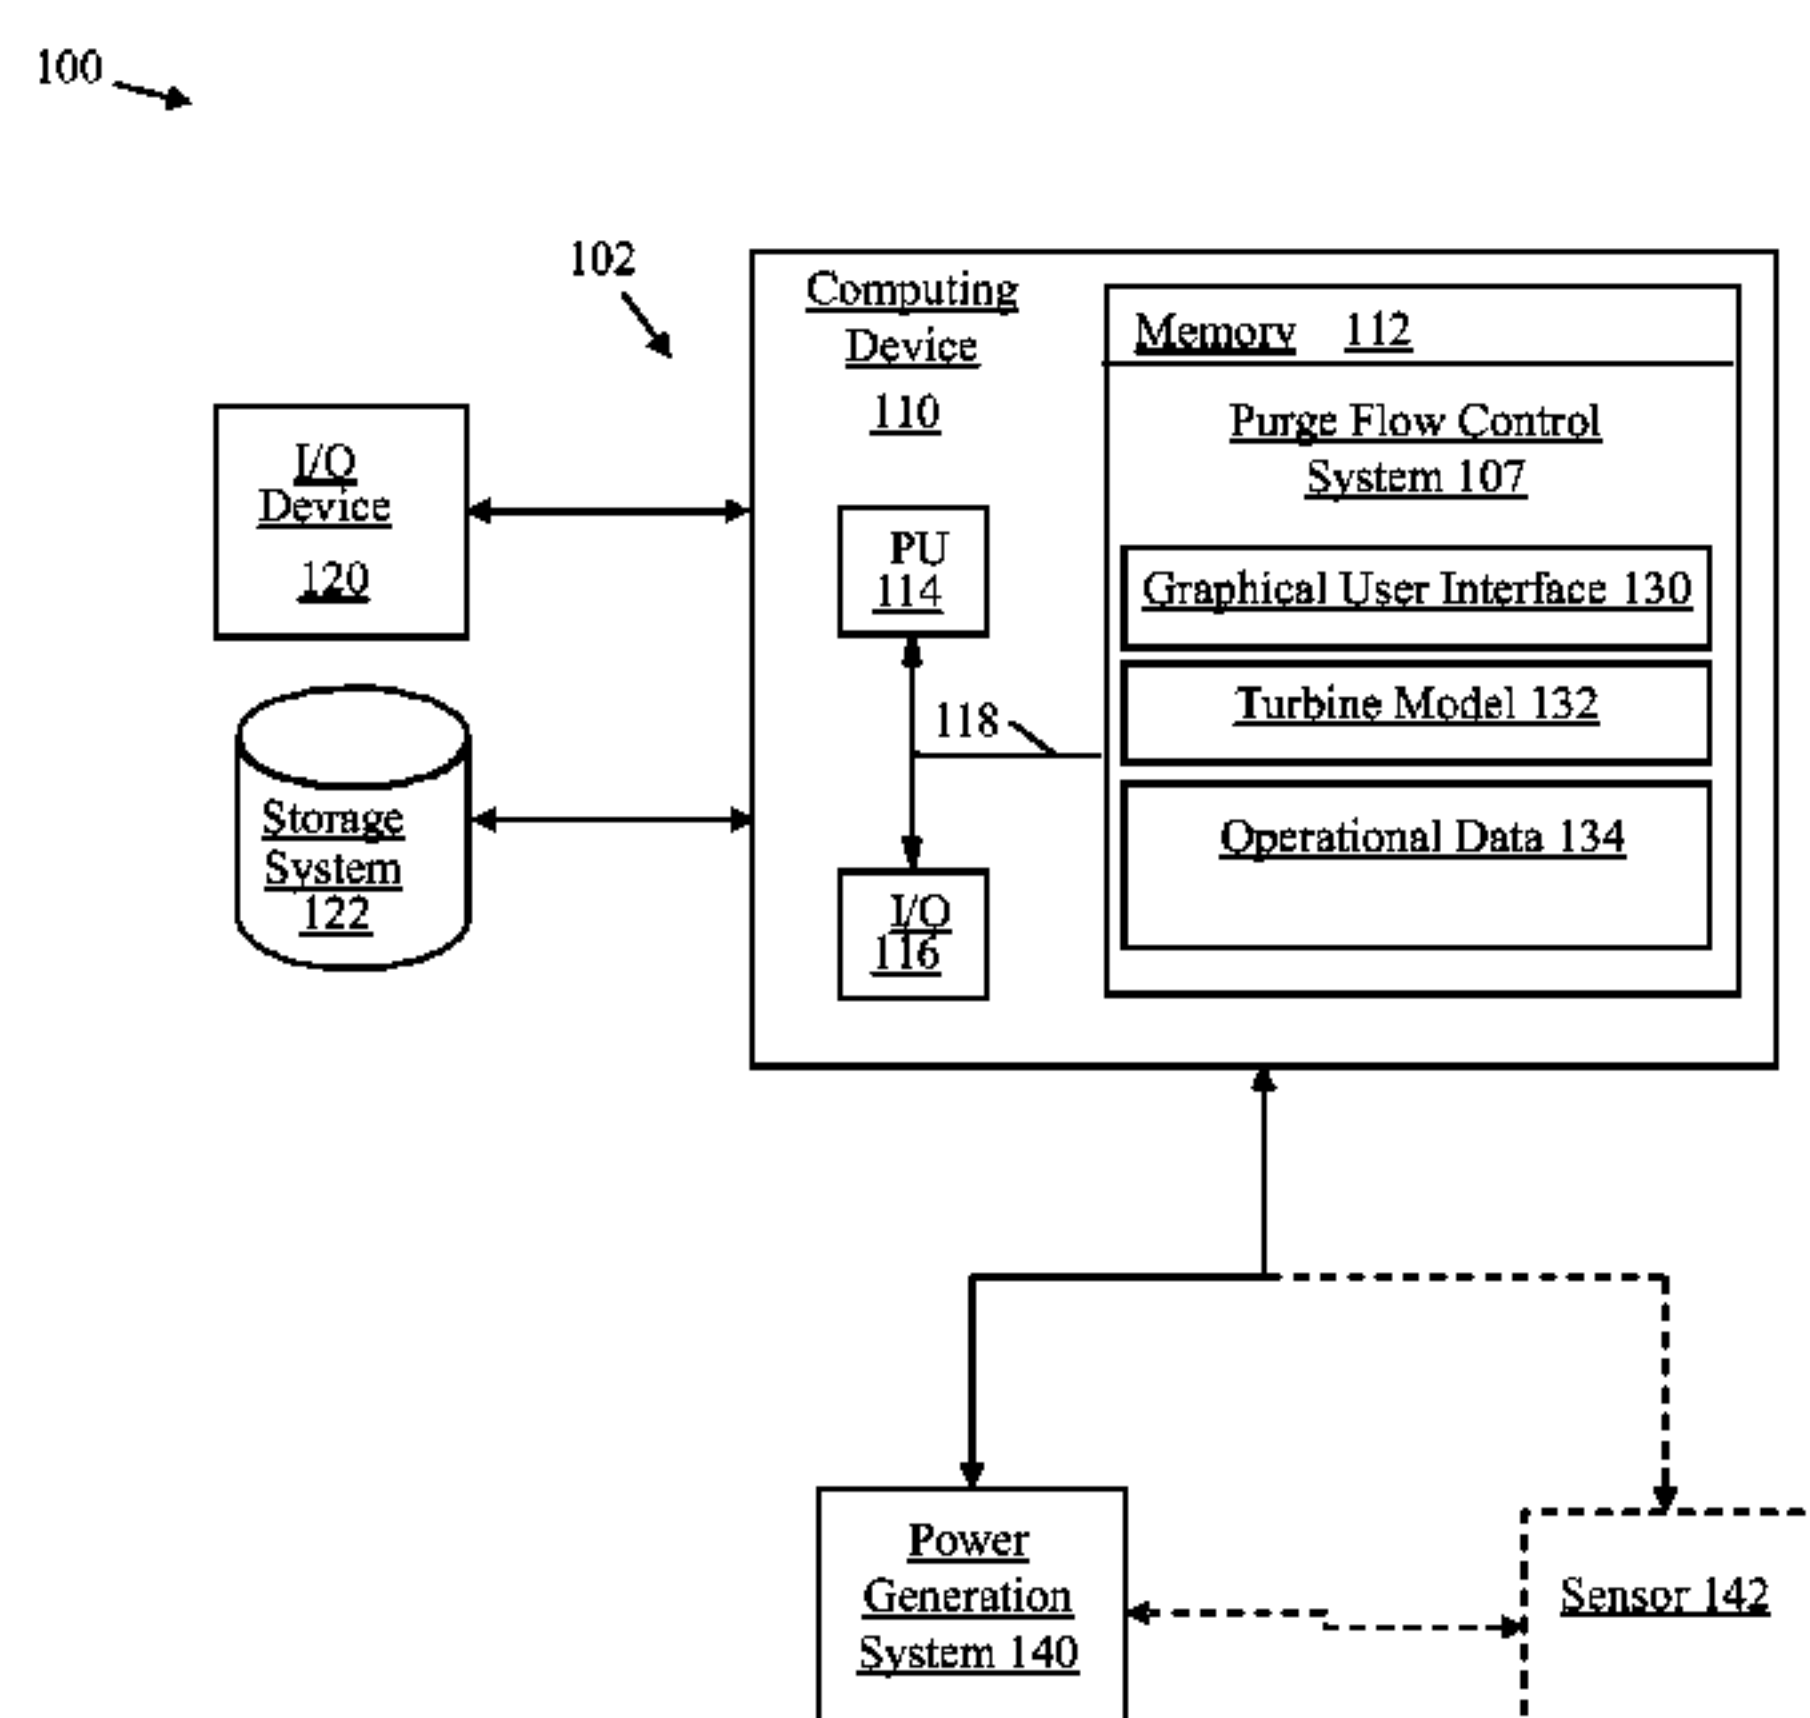 100
102
Computing
Device
110
Memory 112
Purge Flow Control
System 107
I/O
Device
120
PU
114
Graphical User Interface 130
Turbine Model 132
118
Operational Data 134
Storage
System
122
I/O
116
Power
Generation
System 140
Sensor 142